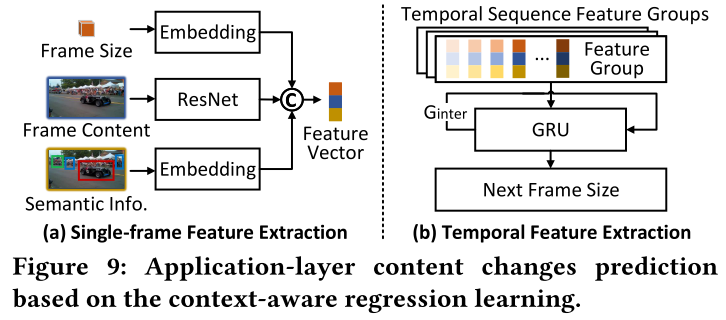 Frame Size
Embedding
Frame Content
ResNet
Semantic Info.
Embedding
C
Feature
Vector
(a) Single-frame Feature Extraction
Temporal Sequence Feature Groups
...
Feature
Group
Ginter
GRU
Next Frame Size
(b) Temporal Feature Extraction
Figure 9: Application-layer content changes prediction
based on the context-aware regression learning.